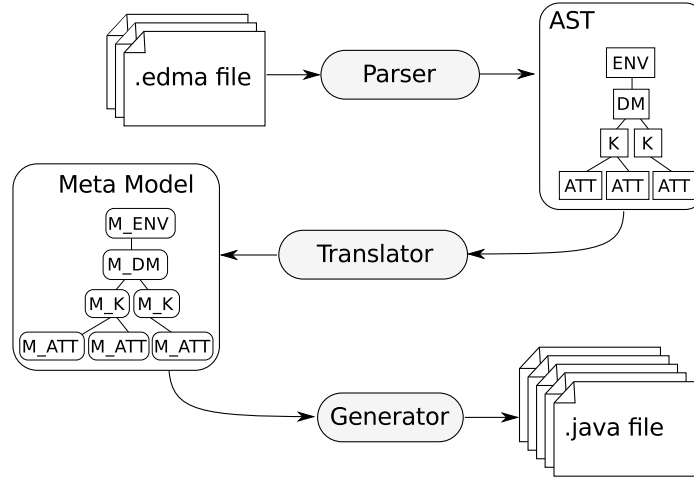 AST
.edma file
Parser
ENV
DM
K K
ATT ATT ATT
Meta Model
M_ENV
M_DM
M_K M_K
M_ATT M_ATT M_ATT
Translator
Generator
.java file